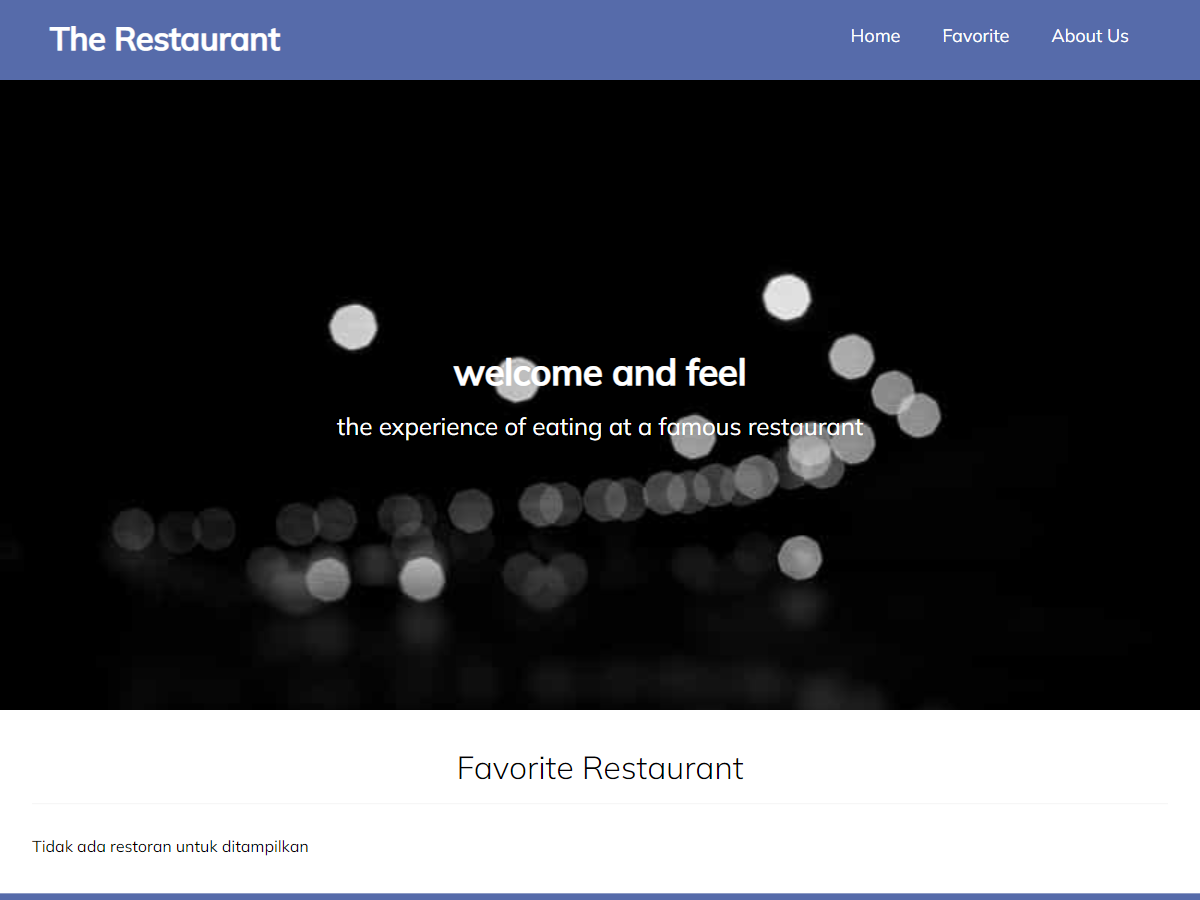 The Restaurant
Home Favorite About Us
welcome and feel
the experience of eating at a famous restaurant
Favorite Restaurant
Tidak ada restoran untuk ditampilkan